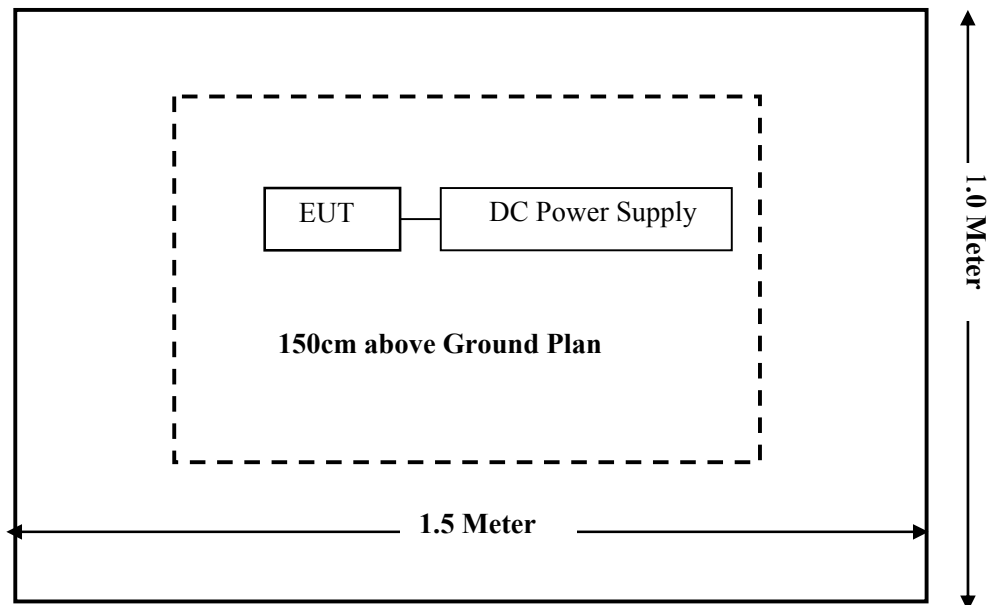 EUT
DC Power Supply
150cm above Ground Plan
1.5 Meter
1.0 Meter